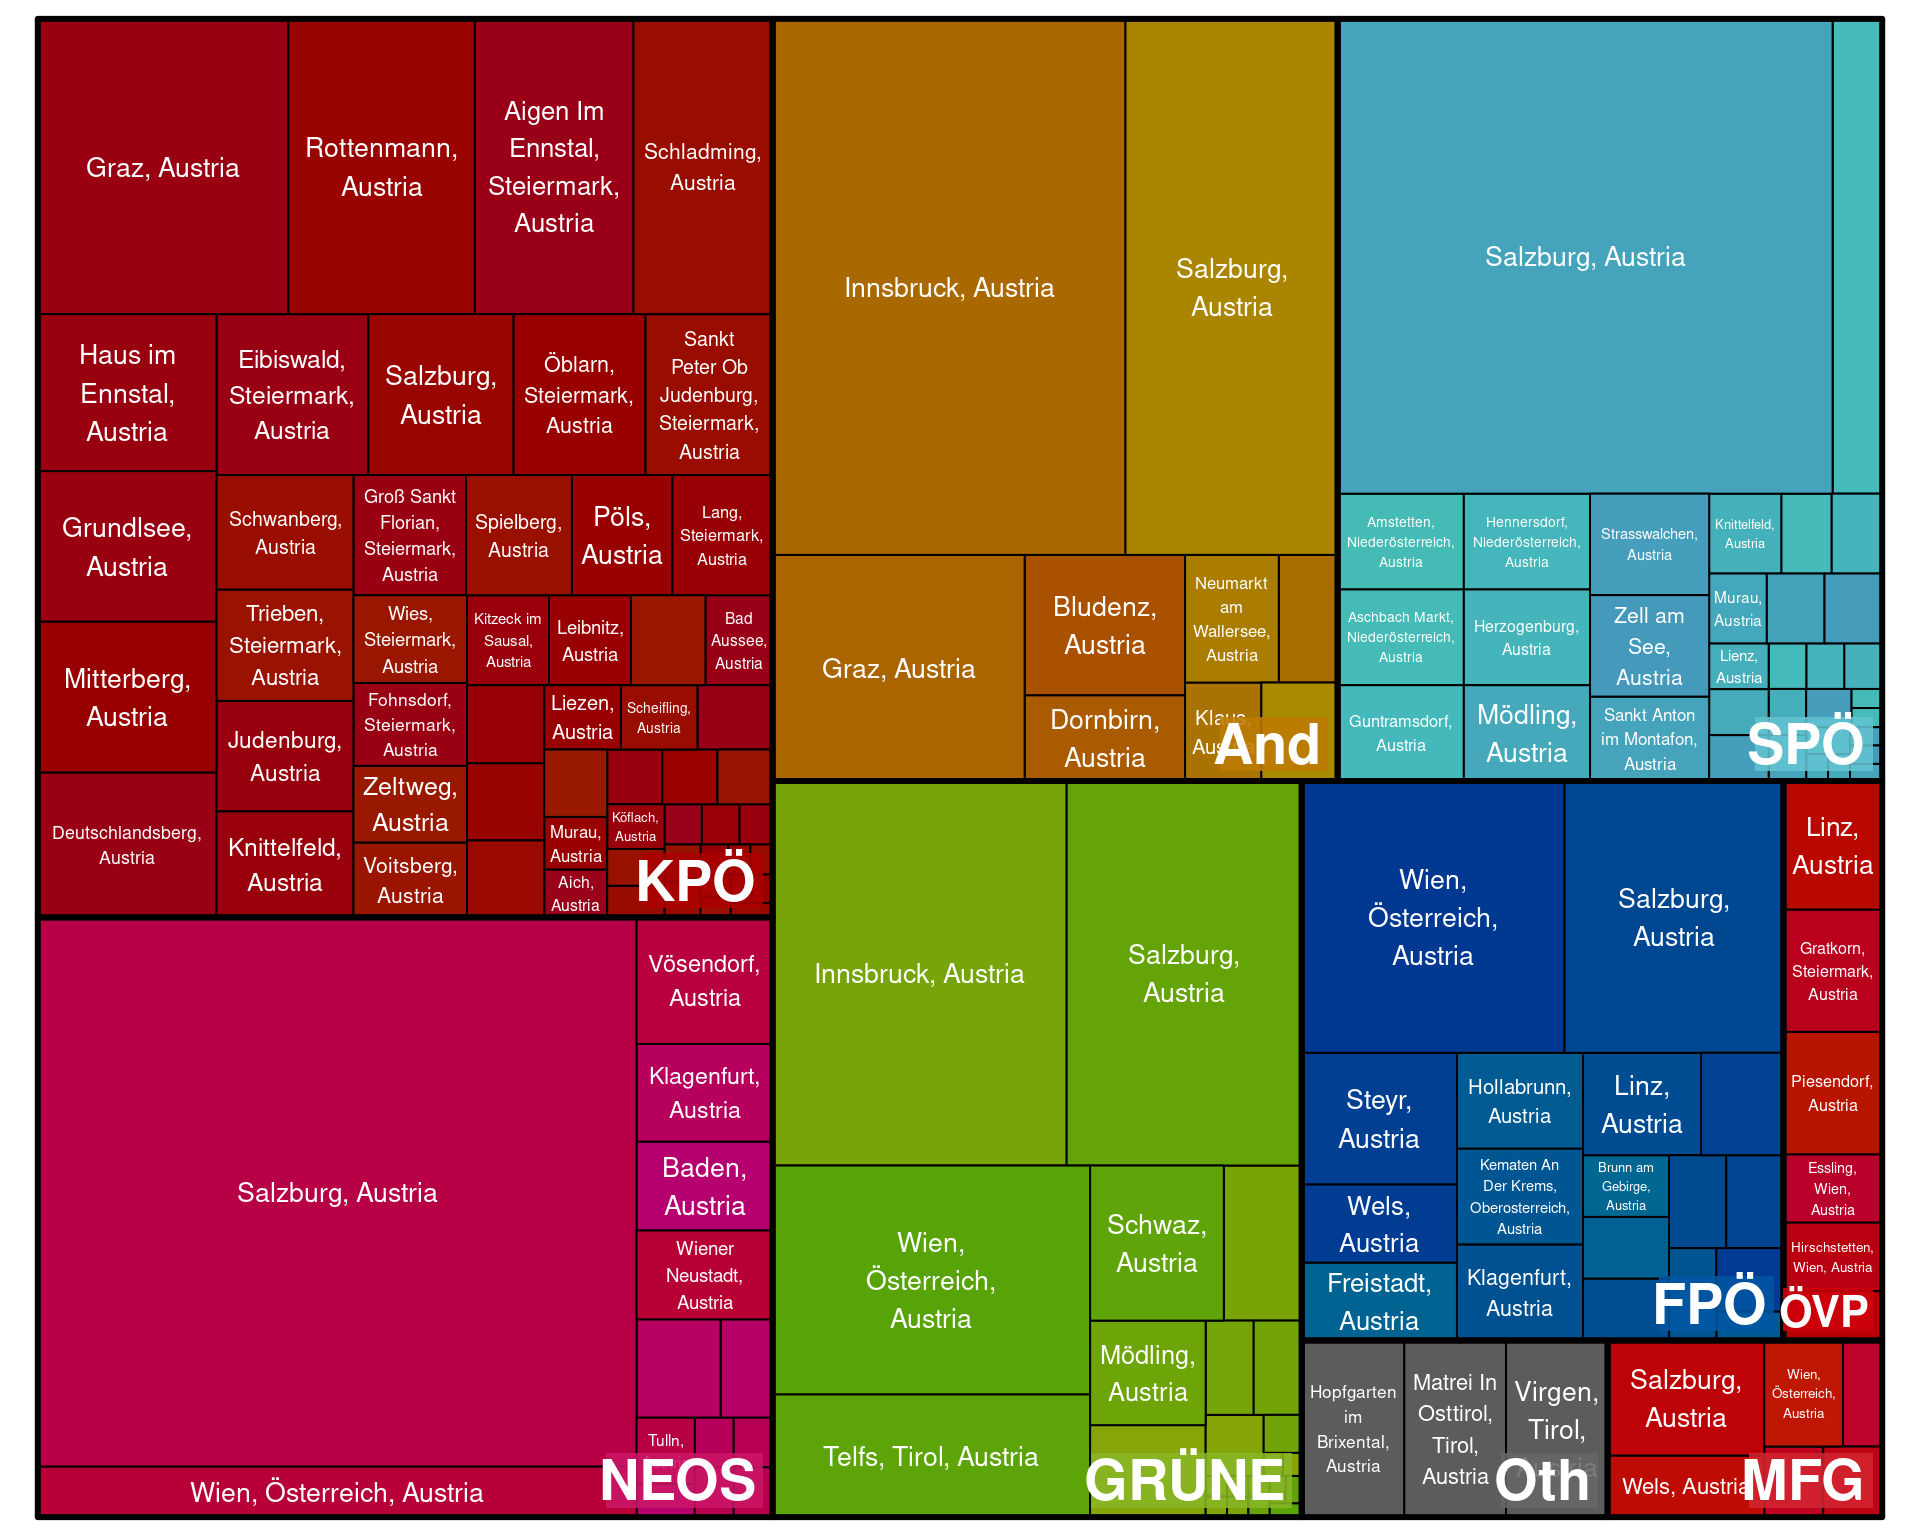 Graz, Austria
Rottenmann,
Austria
Aigen Im
Ennstal,
Steiermark,
Austria
Schladming,
Austria
Haus im
Ennstal,
Austria
Eibiswald,
Steiermark,
Austria
Salzburg,
Austria
Öblarn,
Steiermark,
Austria
Sankt
Peter Ob
Judenburg,
Steiermark,
Austria
Grundlsee,
Austria
Schwanberg,
Austria
Groß Sankt
Florian,
Steiermark,
Austria
Spielberg,
Austria
Pöls,
Austria
Lang,
Steiermark,
Austria
Mitterberg,
Austria
Trieben,
Steiermark,
Austria
Wies,
Steiermark,
Austria
Kitzeck im
Sausal,
Austria
Leibnitz,
Austria
Bad
Aussee,
Austria
Judenburg,
Austria
Fohnsdorf,
Steiermark,
Austria
Liezen,
Austria
Scheifling,
Austria
Deutschlandsberg,
Austria
Knittelfeld,
Austria
Zeltweg,
Austria
Voitsberg,
Austria
Murau,
Austria
Köflach,
Austria
Aich,
Austria
KPÖ
Salzburg, Austria
Vösendorf,
Austria
Klagenfurt,
Austria
Baden,
Austria
Wiener
Neustadt,
Austria
Tulln,
Wien, Österreich, Austria
NEOS
Innsbruck, Austria
Salzburg,
Austria
Graz, Austria
Bludenz,
Austria
Dornbirn,
Austria
Neumarkt
am
Wallersee,
Austria
Klaus,
And
Salzburg, Austria
Amstetten,
Niederösterreich,
Austria
Hennersdorf,
Niederösterreich,
Austria
Strasswalchen,
Austria
Knittelfeld,
Austria
Aschbach Markt,
Niederösterreich,
Austria
Herzogenburg,
Austria
Zell am
See,
Austria
Murau,
Austria
Lienz,
Austria
Guntramsdorf,
Austria
Mödling,
Austria
Sankt Anton
im Montafon,
Austria
SPÖ
Innsbruck, Austria
Salzburg,
Austria
Wien,
Österreich,
Austria
Schwaz,
Austria
Mödling,
Austria
Telfs, Tirol, Austria
GRÜNE
Wien,
Österreich,
Austria
Salzburg,
Austria
Steyr,
Austria
Hollabrunn,
Austria
Linz,
Austria
Wels,
Austria
Kematen An
Der Krems,
Oberosterreich,
Austria
Brunn am
Gebirge,
Austria
Freistadt,
Austria
Klagenfurt,
Austria
FPÖ
Linz,
Austria
Gratkorn,
Steiermark,
Austria
Piesendorf,
Austria
Essling,
Wien,
Austria
Hirschstetten,
Wien, Austria
ÖVP
Hopfgarten
im
Brixental,
Austria
Matrei In
Osttirol,
Tirol,
Austria
Virgen,
Tirol,
Austria
Oth
Salzburg,
Austria
Wien,
Österreich,
Austria
Wels, Austria
MFG